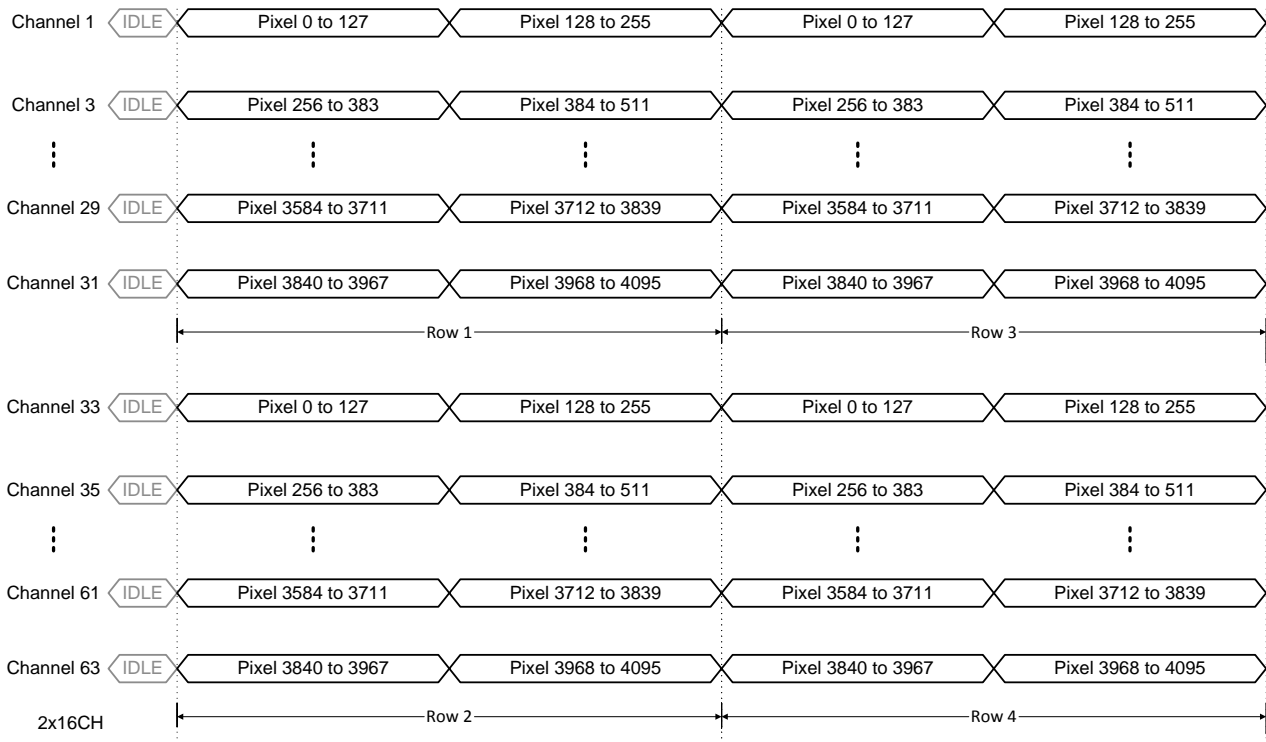 Channel 1 IDLE Pixel 0 to 127 Pixel 128 to 255 Pixel 0 to 127 Pixel 128 to 255
Channel 3 IDLE Pixel 256 to 383 Pixel 384 to 511 Pixel 256 to 383 Pixel 384 to 511
Channel 29 IDLE Pixel 3584 to 3711 Pixel 3712 to 3839 Pixel 3584 to 3711 Pixel 3712 to 3839
Channel 31 IDLE Pixel 3840 to 3967 Pixel 3968 to 4095 Pixel 3840 to 3967 Pixel 3968 to 4095
Row 1 Row 3
Channel 33 IDLE Pixel 0 to 127 Pixel 128 to 255 Pixel 0 to 127 Pixel 128 to 255
Channel 35 IDLE Pixel 256 to 383 Pixel 384 to 511 Pixel 256 to 383 Pixel 384 to 511
Channel 61 IDLE Pixel 3584 to 3711 Pixel 3712 to 3839 Pixel 3584 to 3711 Pixel 3712 to 3839
Channel 63 IDLE Pixel 3840 to 3967 Pixel 3968 to 4095 Pixel 3840 to 3967 Pixel 3968 to 4095
2x16CH Row 2 Row 4